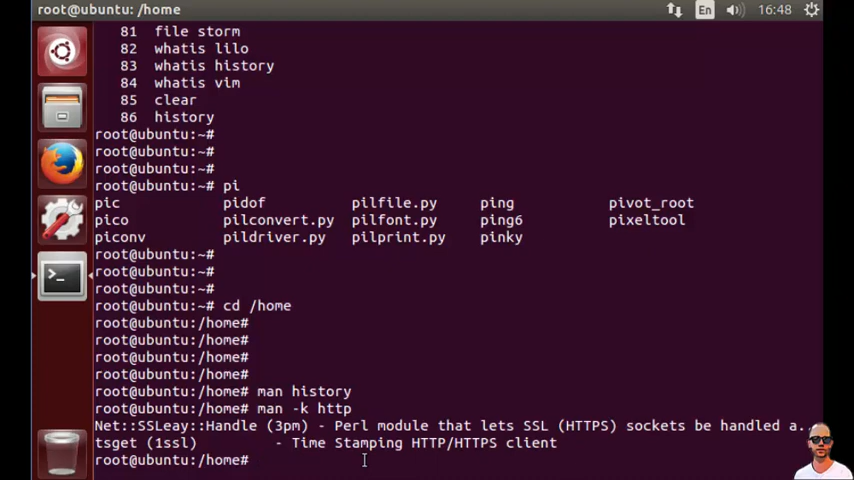 root@ubuntu: /home
En
16:48
81 file storm
82 whatis lilo
83 whatis history
84 whatis vim
85 clear
86 history
root@ubuntu:~#
root@ubuntu:~#
root@ubuntu:~#
root@ubuntu:~# pi
pic pidof pilfile.py ping pivot_root
pico pilconvert.py pilfont.py ping6 pixeltool
piconv pildriver.py pilprint.py pinky
root@ubuntu:~#
root@ubuntu:~#
root@ubuntu:~#
root@ubuntu:~# cd /home
root@ubuntu:/home#
root@ubuntu:/home#
root@ubuntu:/home#
root@ubuntu:/home#
root@ubuntu:/home# man history
root@ubuntu:/home# man -k http
Net::SSLeay::Handle (3pm) - Perl module that lets SSL (HTTPS) sockets be handled a...
tsget (1ssl) - Time Stamping HTTP/HTTPS client
root@ubuntu:/home#